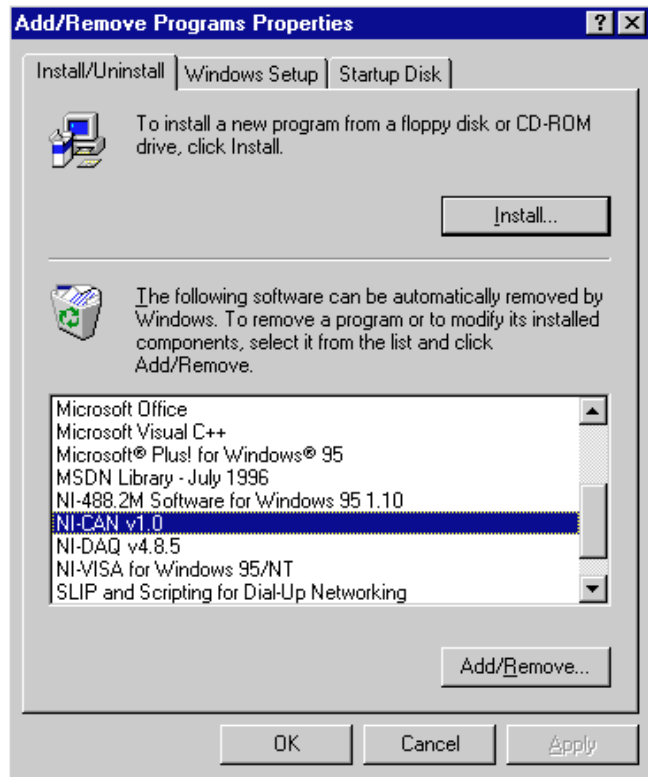 Add/Remove Programs Properties
Install/Uninstall
Windows Setup
Startup Disk
To install a new program from a floppy disk or CD-ROM
drive, click Install.
Install...
The following software can be automatically removed by
Windows. To remove a program or to modify its installed
components, select it from the list and click
Add/Remove.
Microsoft Office
Microsoft Visual C++
Microsoft® Plus! for Windows® 95
MSDN Library - July 1996
NI-488.2M Software for Windows 95 1.10
NI-CAN v1.0
NI-DAQ v4.8.5
NI-VISA for Windows 95/NT
SLIP and Scripting for Dial-Up Networking
Add/Remove...
OK
Cancel
Apply